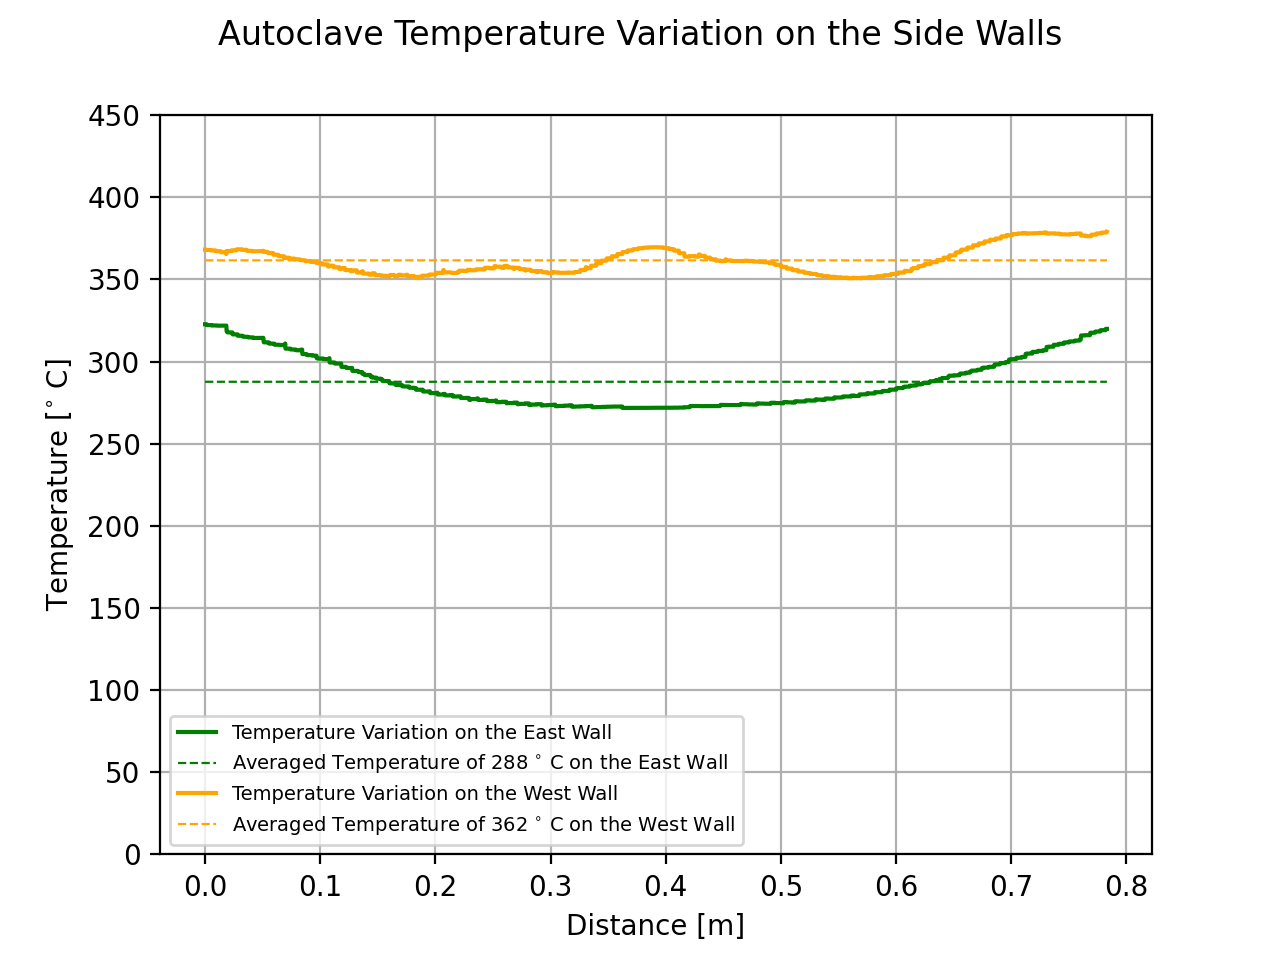 Autoclave Temperature Variation on the Side Walls
450
400
350
300
250
200
150
100
50
0
Temperature [° C]
Temperature Variation on the East Wall
Averaged Temperature of 288 ° C on the East Wall
Temperature Variation on the West Wall
Averaged Temperature of 362 ° C on the West Wall
0.0 0.1 0.2 0.3 0.4 0.5 0.6 0.7 0.8
Distance [m]